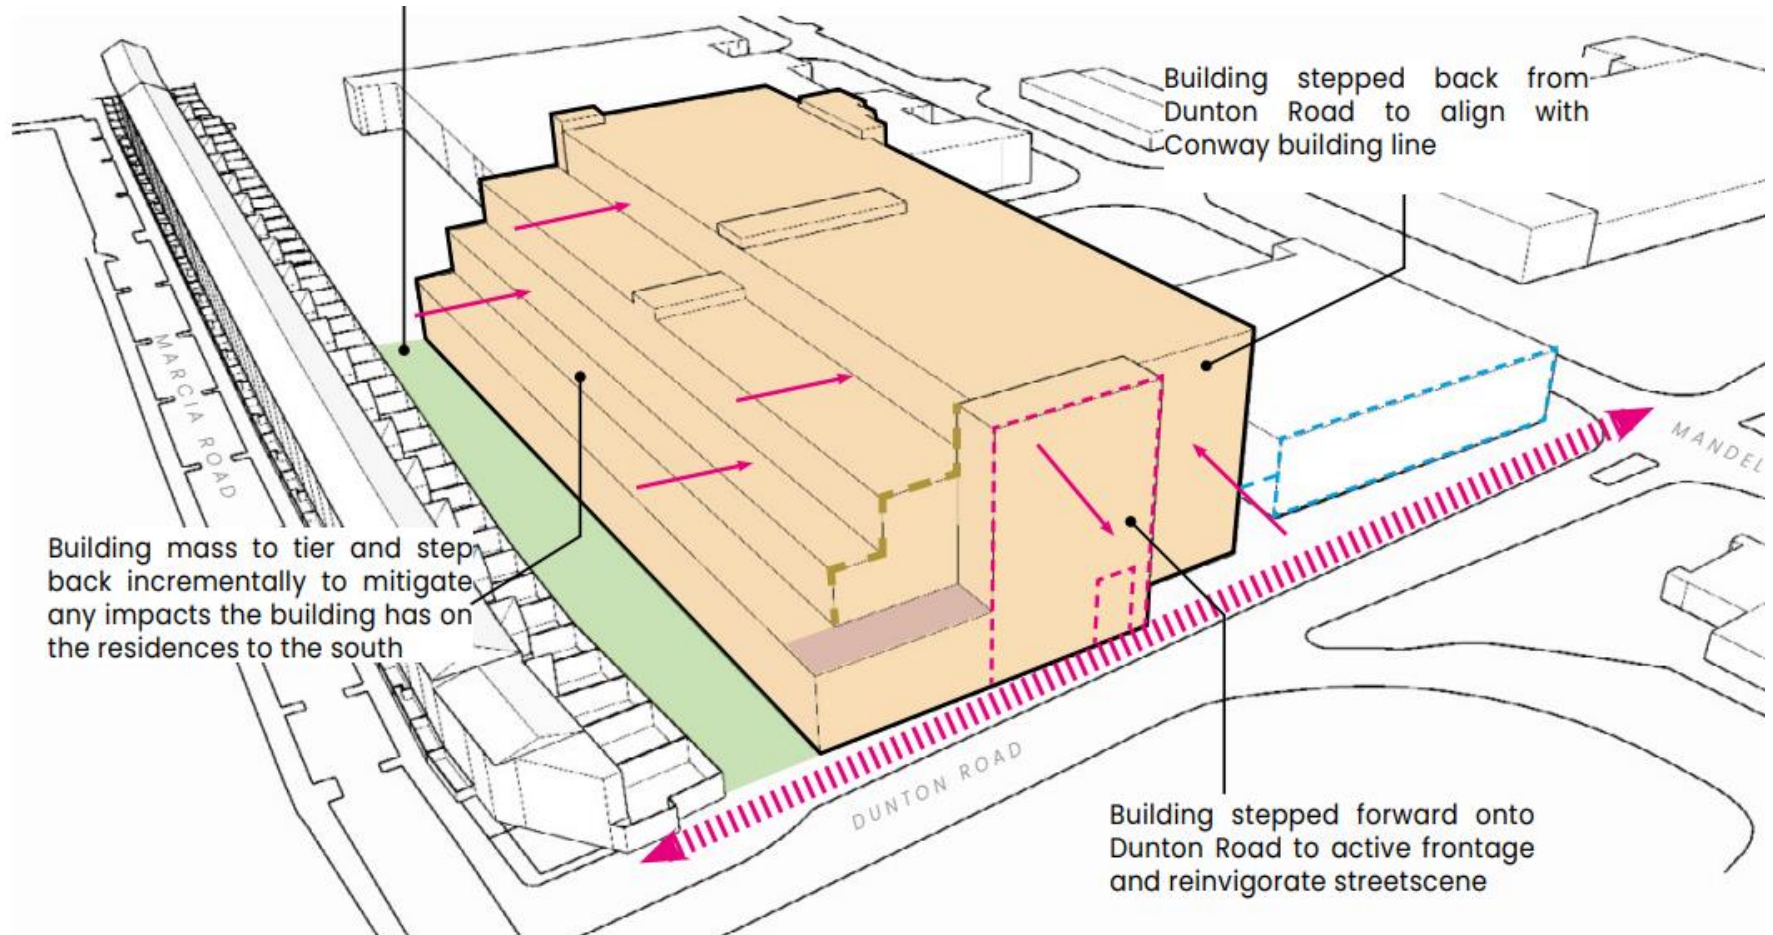 Building stepped back from
Dunton Road to align with
Conway building line
MARCIA ROAD
Building mass to tier and step
back incrementally to mitigate
any impacts the building has on
the residences to the south
MANDEL
DUNTON ROAD
Building stepped forward onto
Dunton Road to active frontage
and reinvigorate streetscene